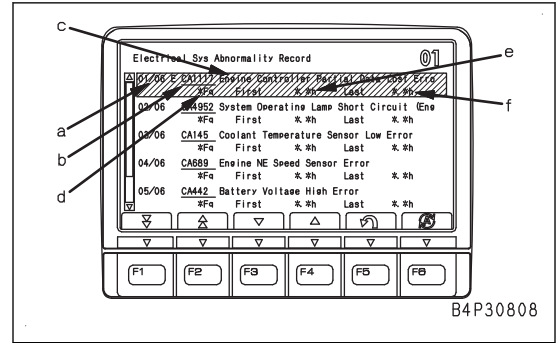 c
Electrical Sys Abnormality Record 01
e
01/06 E CA1117 Engine Controller Partial Data Lost Erro
*Fq First *.*h Last *.*h
f
02/06 CA4952 System Operating Lamp Short Circuit (Eng
*Fq First *.*h Last *.*h
a
03/06 CA145 Coolant Temperature Sensor Low Error
*Fq First *.*h Last *.*h
b
04/06 CA689 Engine NE Speed Sensor Error
*Fq First *.*h Last *.*h
d
05/06 CA442 Battery Voltage High Error
*Fq First *.*h Last *.*h
F1 F2 F3 F4 F5 F6
B4P30808